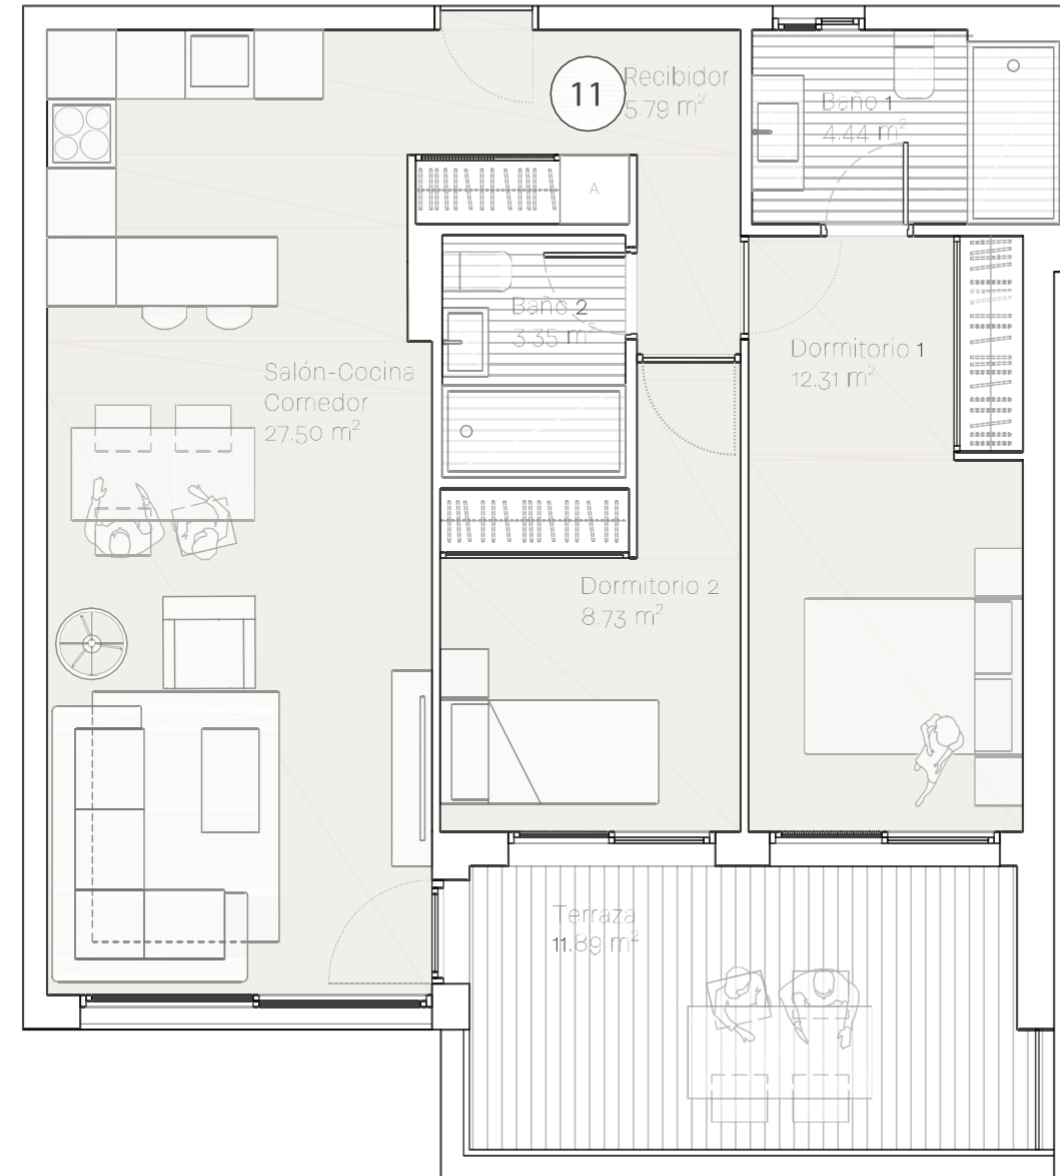 11
Recibidor
5.79 m²
Baño 1
4.44 m²
A
Baño 2
3.35 m²
Dormitorio 1
12.31 m²
Salón-Cocina
Comedor
27.50 m²
Dormitorio 2
8.73 m²
Terraza
11.89 m²